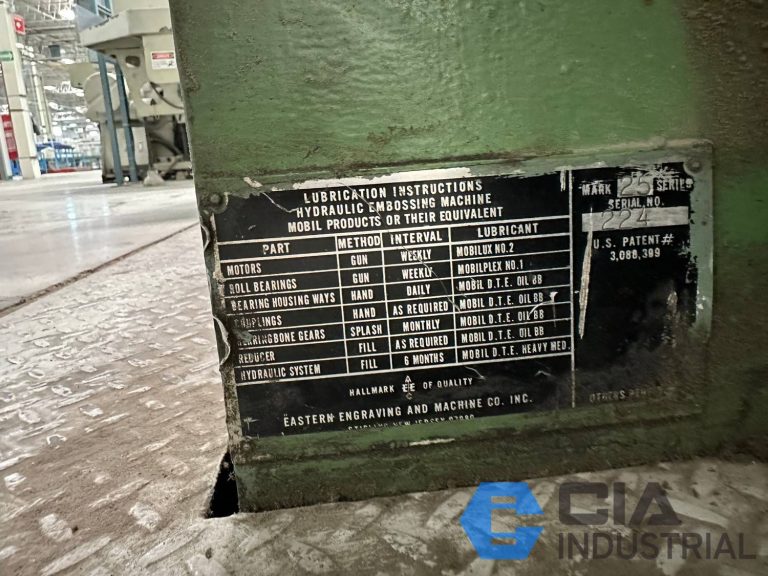 LUBRICATION INSTRUCTIONS
HYDRAULIC EMBOSSING MACHINE
MOBIL PRODUCTS OR THEIR EQUIVALENT
PART METHOD INTERVAL LUBRICANT
MOTORS GUN WEEKLY MOBILUX NO.2
ROLL BEARINGS GUN WEEKLY MOBILPLEX NO.1
BEARING HOUSING WAYS HAND DAILY MOBIL D.T.E. OIL BB
COUPLINGS HAND AS REQUIRED MOBIL D.T.E. OIL BB
HERRINGBONE GEARS SPLASH MONTHLY MOBIL D.T.E. OIL BB
REDUCER FILL AS REQUIRED MOBIL D.T.E. OIL BB
HYDRAULIC SYSTEM FILL 6 MONTHS MOBIL D.T.E. HEAVY MED.
HALLMARK OF QUALITY
EASTERN ENGRAVING AND MACHINE CO. INC.
STIRLING NEW JERSEY
MARK 25 SERIES
SERIAL NO.
224
U.S. PATENT#
3,088,399
OTHERS
CIA
INDUSTRIAL